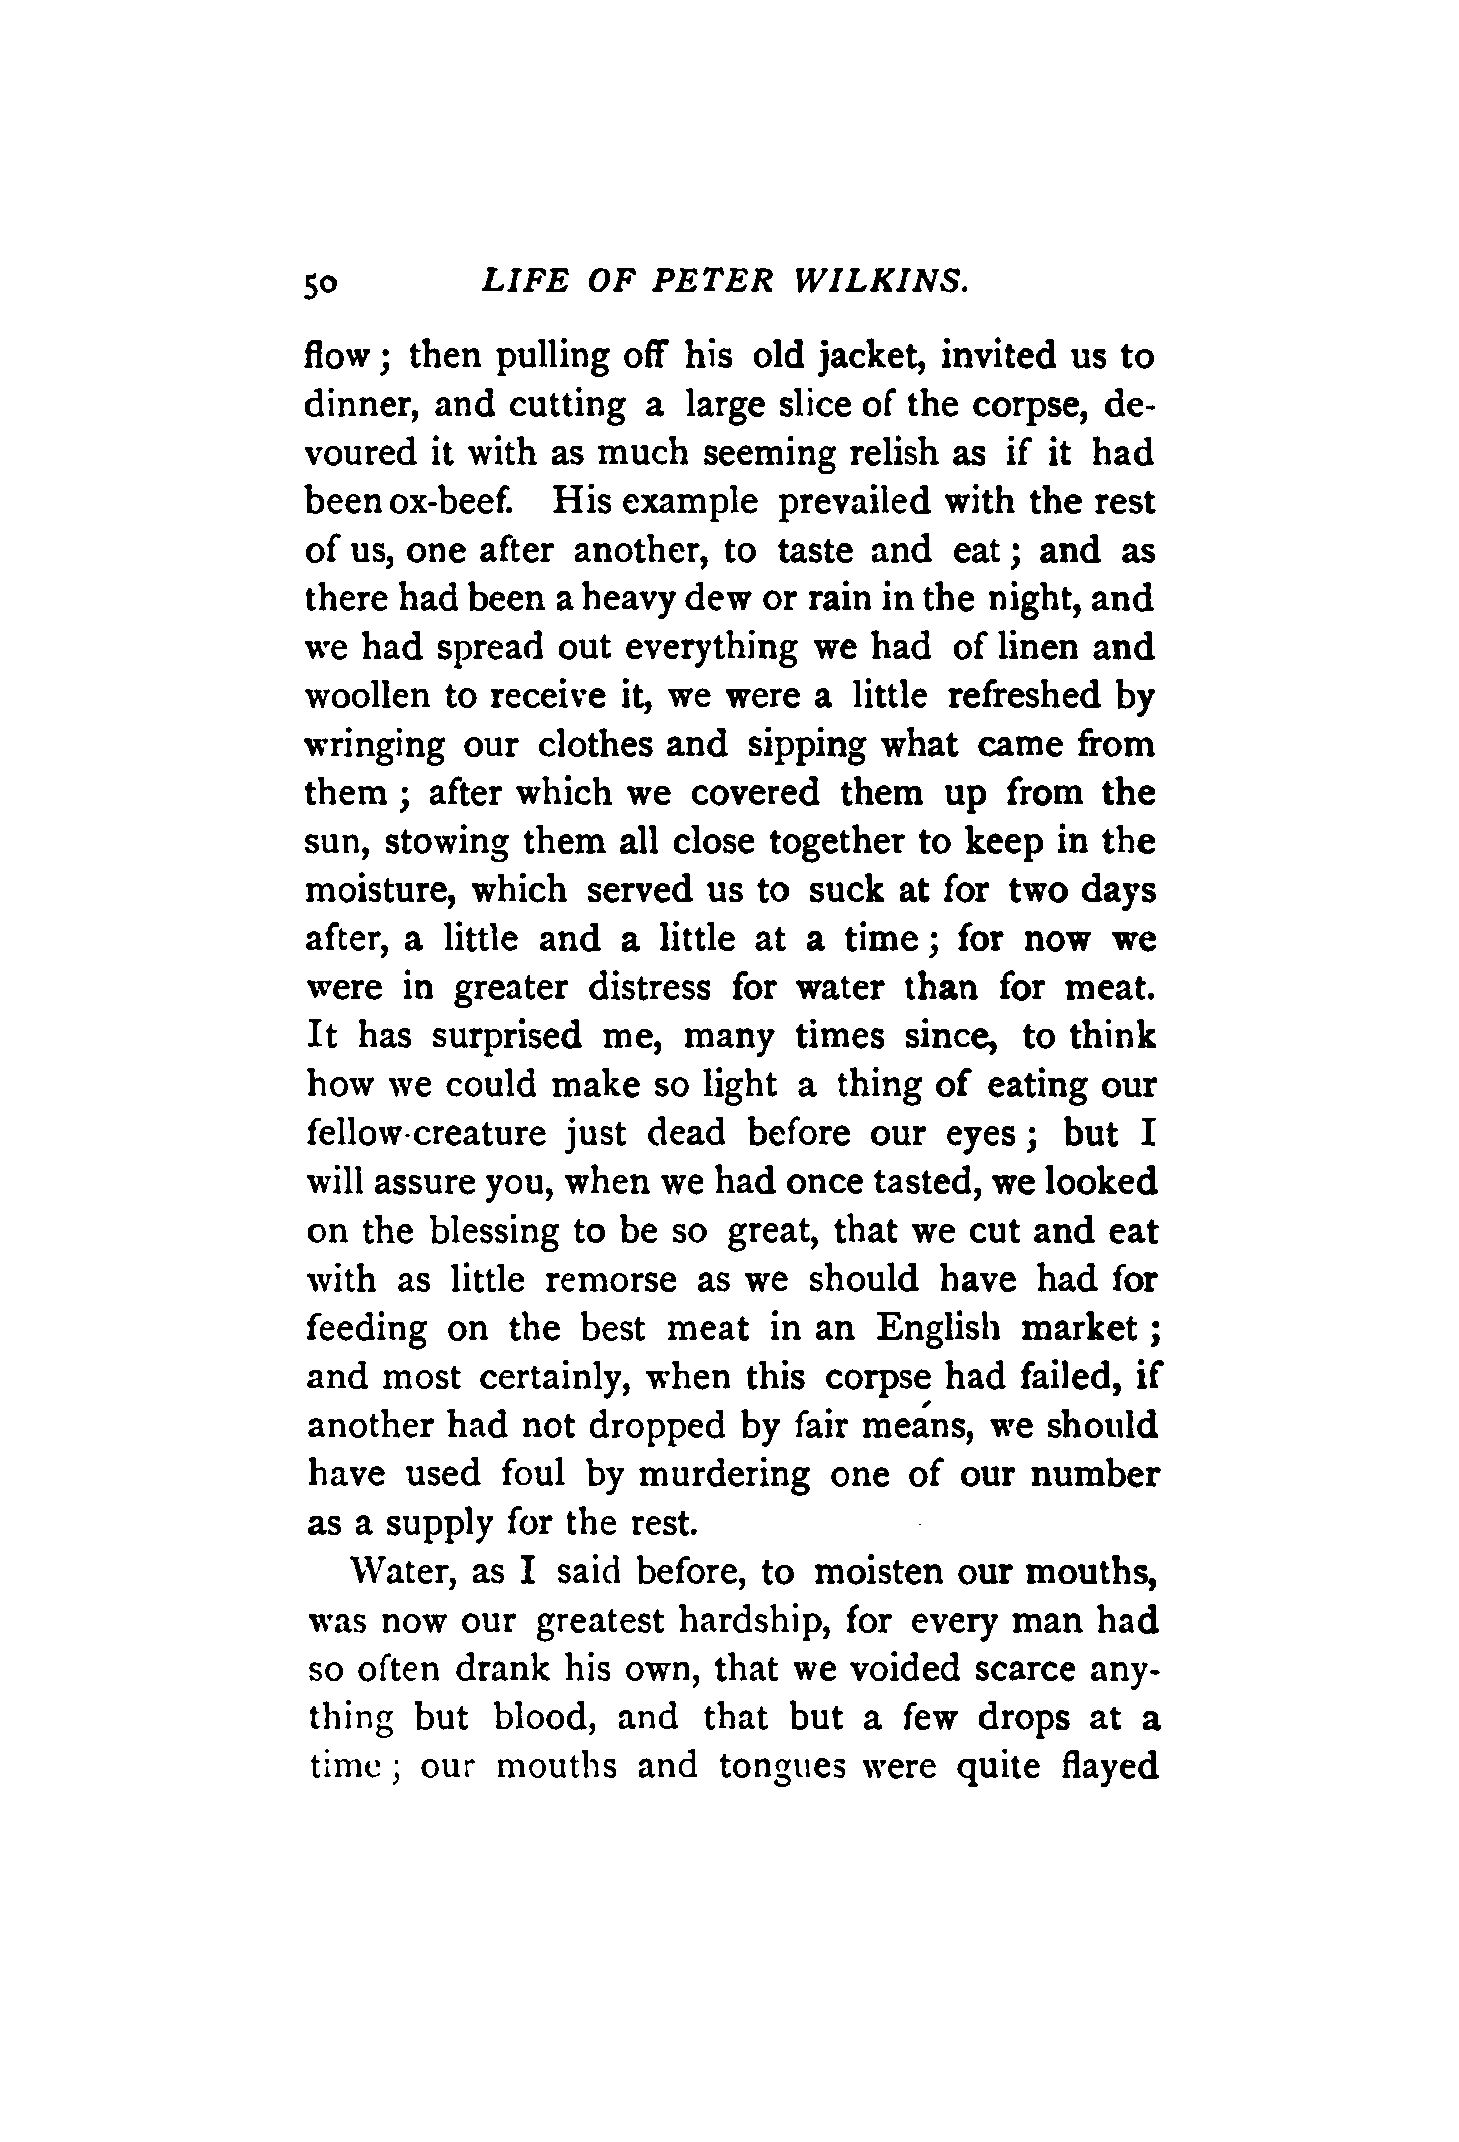 50 LIFE OF PETER WILKINS.
flow ; then pulling off his old jacket, invited us to
dinner, and cutting a large slice of the corpse, de-
voured it with as much seeming relish as if it had
been ox-beef. His example prevailed with the rest
of us, one after another, to taste and eat ; and as
there had been a heavy dew or rain in the night, and
we had spread out everything we had of linen and
woollen to receive it, we were a little refreshed by
wringing our clothes and sipping what came from
them ; after which we covered them up from the
sun, stowing them all close together to keep in the
moisture, which served us to suck at for two days
after, a little and a little at a time ; for now we
were in greater distress for water than for meat.
It has surprised me, many times since, to think
how we could make so light a thing of eating our
fellow-creature just dead before our eyes ; but I
will assure you, when we had once tasted, we looked
on the blessing to be so great, that we cut and eat
with as little remorse as we should have had for
feeding on the best meat in an English market ;
and most certainly, when this corpse had failed, if
another had not dropped by fair means, we should
have used foul by murdering one of our number
as a supply for the rest.
Water, as I said before, to moisten our mouths,
was now our greatest hardship, for every man had
so often drank his own, that we voided scarce any-
thing but blood, and that but a few drops at a
time ; our mouths and tongues were quite flayed